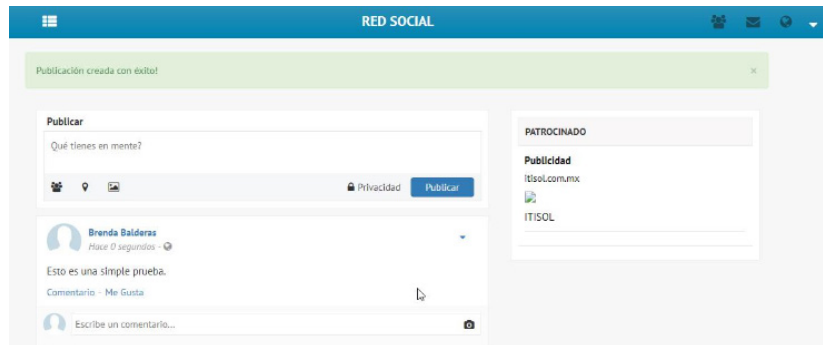 RED SOCIAL
Publicación creada con éxito!
×
Publicar
Qué tienes en mente?
Privacidad
Publicar
Brenda Balderas
Hace 0 segundos -
Esto es una simple prueba.
Comentario - Me Gusta
Escribe un comentario...
PATROCINADO
Publicidad
itisol.com.mx
ITISOL